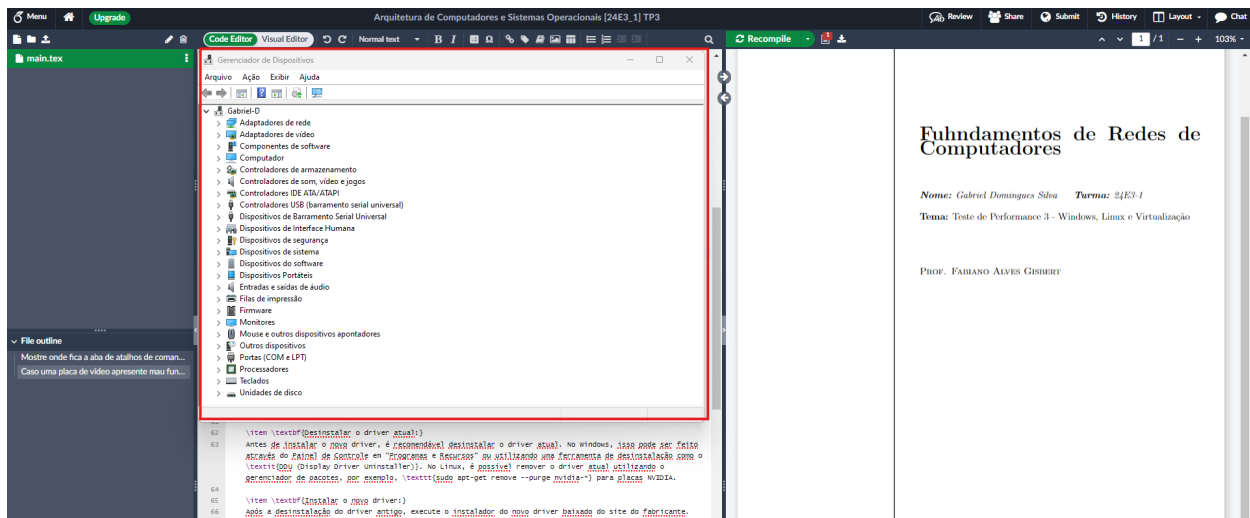 Menu
Upgrade
Arquitetura de Computadores e Sistemas Operacionais [24E3_1] TP3
Review
Share
Submit
History
Layout
Chat
Code Editor
Visual Editor
Normal text
B I
Ω
Recompile
1 /1
103%
main.tex
File outline
Mostre onde fica a aba de atalhos de coman...
Caso uma placa de vídeo apresente mau fun...
Gerenciador de Dispositivos
Arquivo Ação Exibir Ajuda
Gabriel-D
Adaptadores de rede
Adaptadores de vídeo
Componentes de software
Computador
Controladores de armazenamento
Controladores de som, vídeo e jogos
Controladores IDE ATA/ATAPI
Controladores USB (barramento serial universal)
Dispositivos de Barramento Serial Universal
Dispositivos de Interface Humana
Dispositivos de segurança
Dispositivos de sistema
Dispositivos do software
Dispositivos Portáteis
Entradas e saídas de áudio
Filas de impressão
Firmware
Monitores
Mouse e outros dispositivos apontadores
Outros dispositivos
Portas (COM e LPT)
Processadores
Teclados
Unidades de disco
62 \item \textbf{Desinstalar o driver atual:}
63 Antes de instalar o novo driver, é recomendável desinstalar o driver atual. No Windows, isso pode ser feito
através do Painel de Controle em "Programas e Recursos" ou utilizando uma ferramenta de desinstalação como o
\textit{DDU (Display Driver Uninstaller)}. No Linux, é possível remover o driver atual utilizando o
gerenciador de pacotes, por exemplo, \texttt{sudo apt-get remove --purge nvidia-*} para placas NVIDIA.
64
65 \item \textbf{Instalar o novo driver:}
66 Após a desinstalação do driver antigo, execute o instalador do novo driver baixado do site do fabricante.
Fuhndamentos de Redes de
Computadores
Nome: Gabriel Domingues Silva Turma: 24E3-1
Tema: Teste de Performance 3 - Windows, Linux e Virtualização
Prof. Fabiano Alves Gisbert